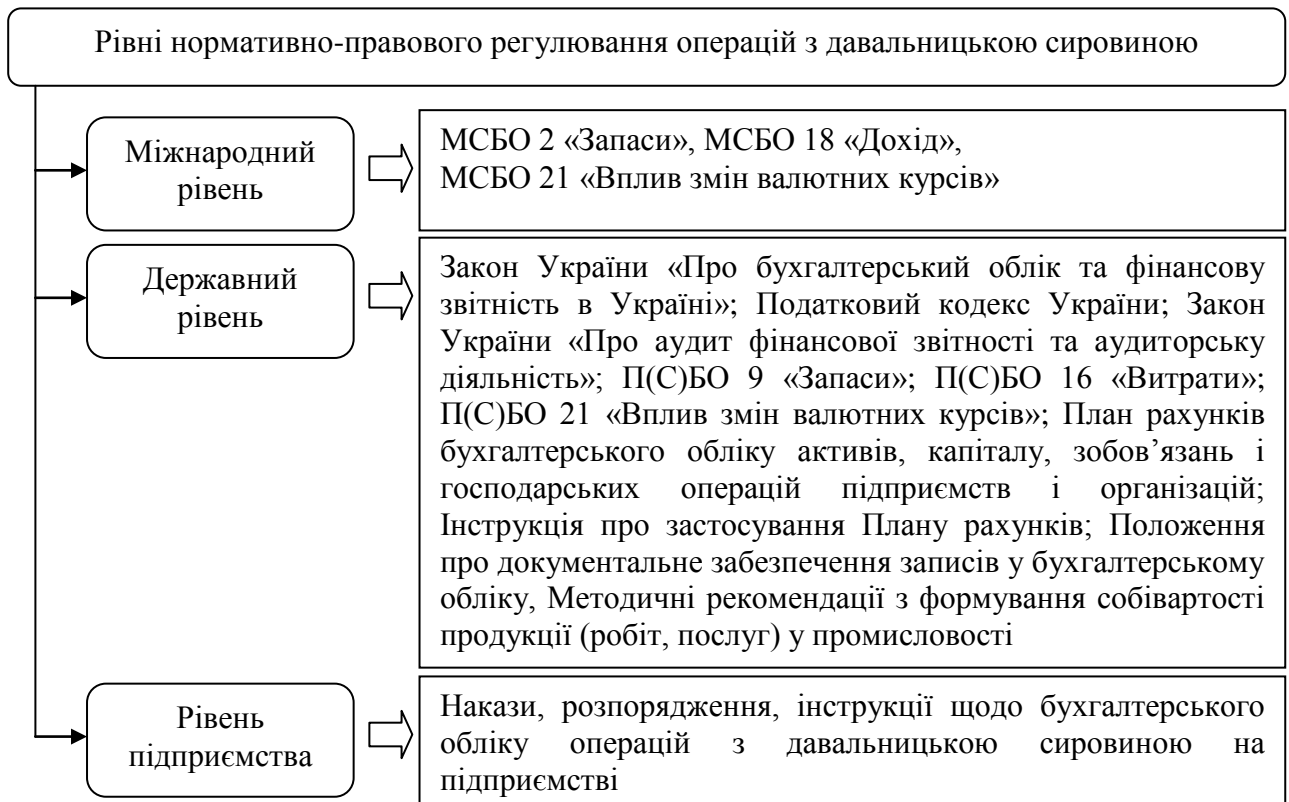 Рівні нормативно-правового регулювання операцій з давальницькою сировиною
Міжнародний
рівень
МСБО 2 «Запаси», МСБО 18 «Дохід»,
МСБО 21 «Вплив змін валютних курсів»
Державний
рівень
Закон України «Про бухгалтерський облік та фінансову
звітність в Україні»; Податковий кодекс України; Закон
України «Про аудит фінансової звітності та аудиторську
діяльність»; П(С)БО 9 «Запаси»; П(С)БО 16 «Витрати»;
П(С)БО 21 «Вплив змін валютних курсів»; План рахунків
бухгалтерського обліку активів, капіталу, зобов’язань і
господарських операцій підприємств і організацій;
Інструкція про застосування Плану рахунків; Положення
про документальне забезпечення записів у бухгалтерському
обліку, Методичні рекомендації з формування собівартості
продукції (робіт, послуг) у промисловості
Рівень
підприємства
Накази, розпорядження, інструкції щодо бухгалтерського
обліку операцій з давальницькою сировиною на
підприємстві